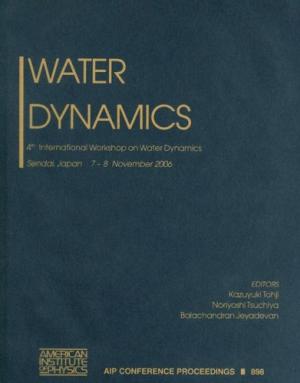 WATER
DYNAMICS
4th International Workshop on Water Dynamics
Sendai, Japan 7 – 8 November 2006
EDITORS
Kazuyuki Tohji
Noriyoshi Tsuchiya
Balachandran Jeyadevan
AMERICAN
INSTITUTE
OF PHYSICS
AIP CONFERENCE PROCEEDINGS ■ 898